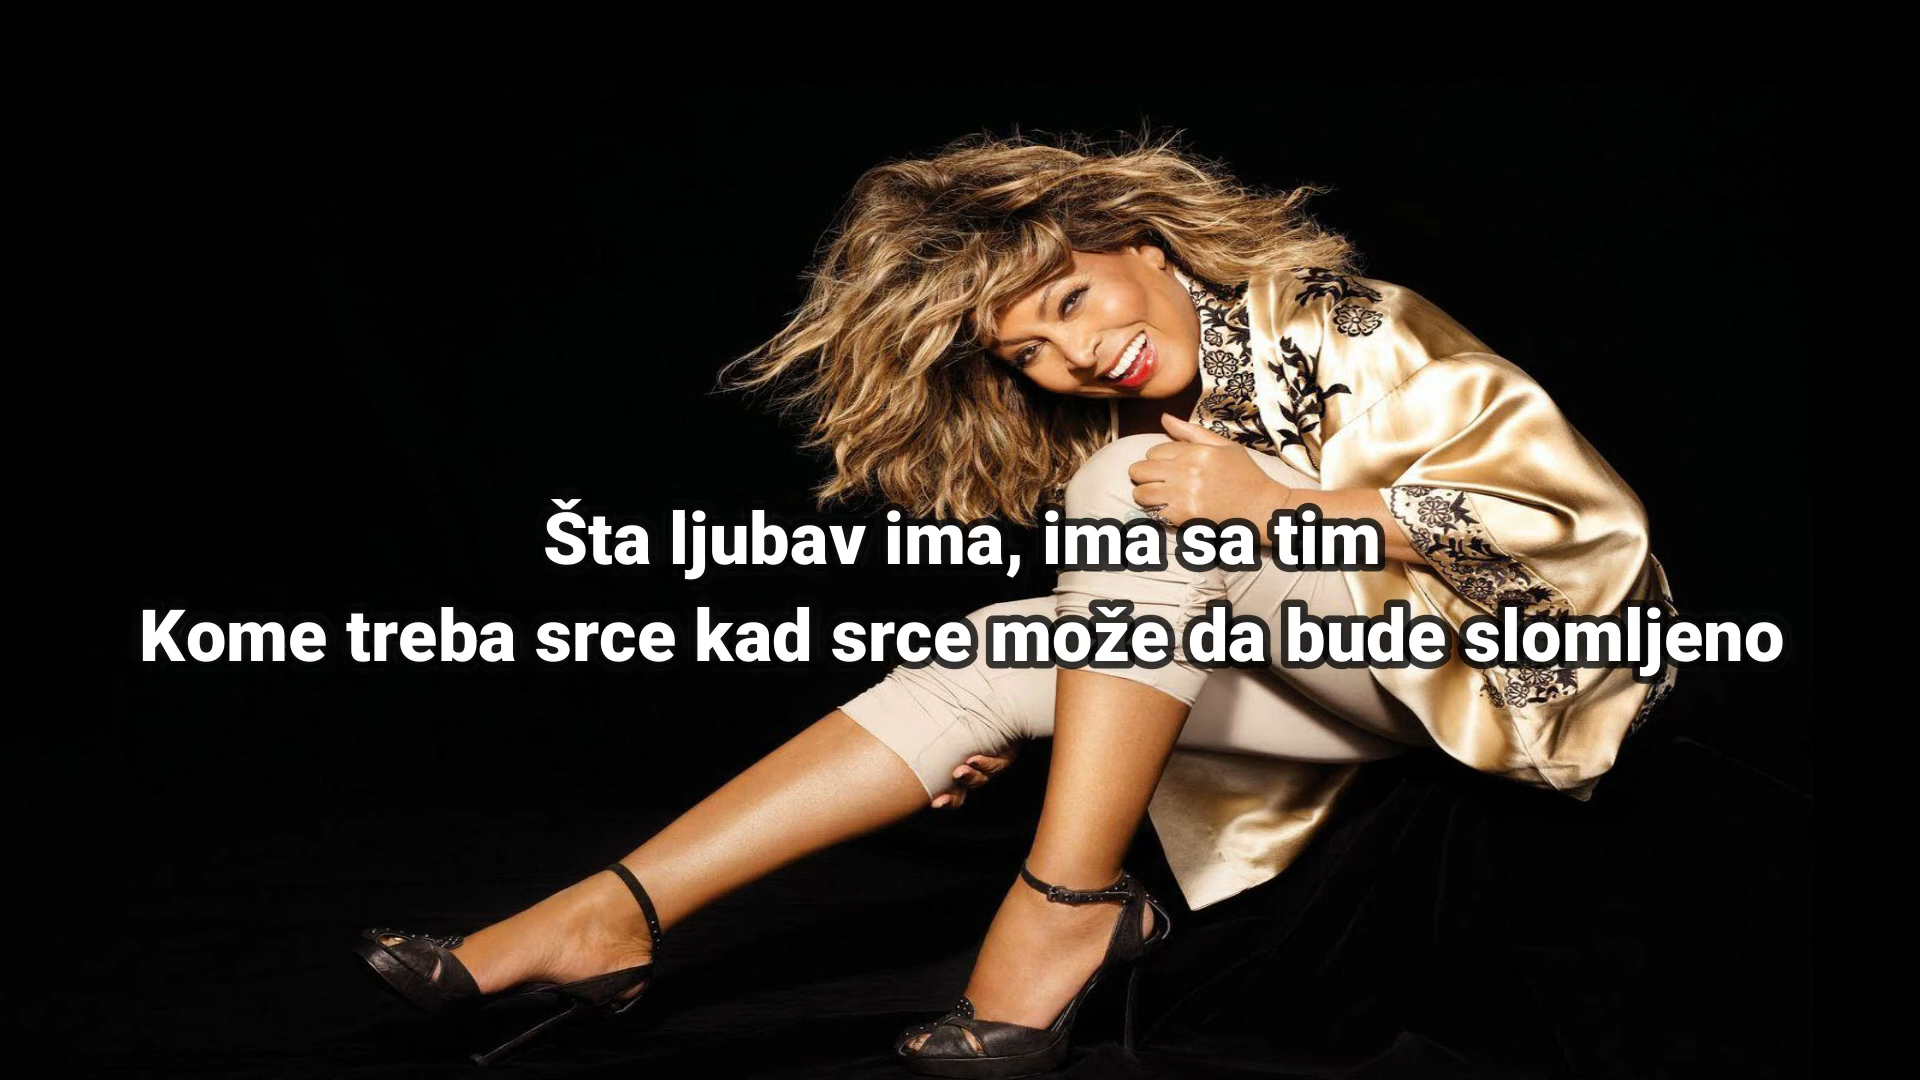 Šta ljubav ima, ima sa tim
Kome treba srce kad srce može da bude slomljeno